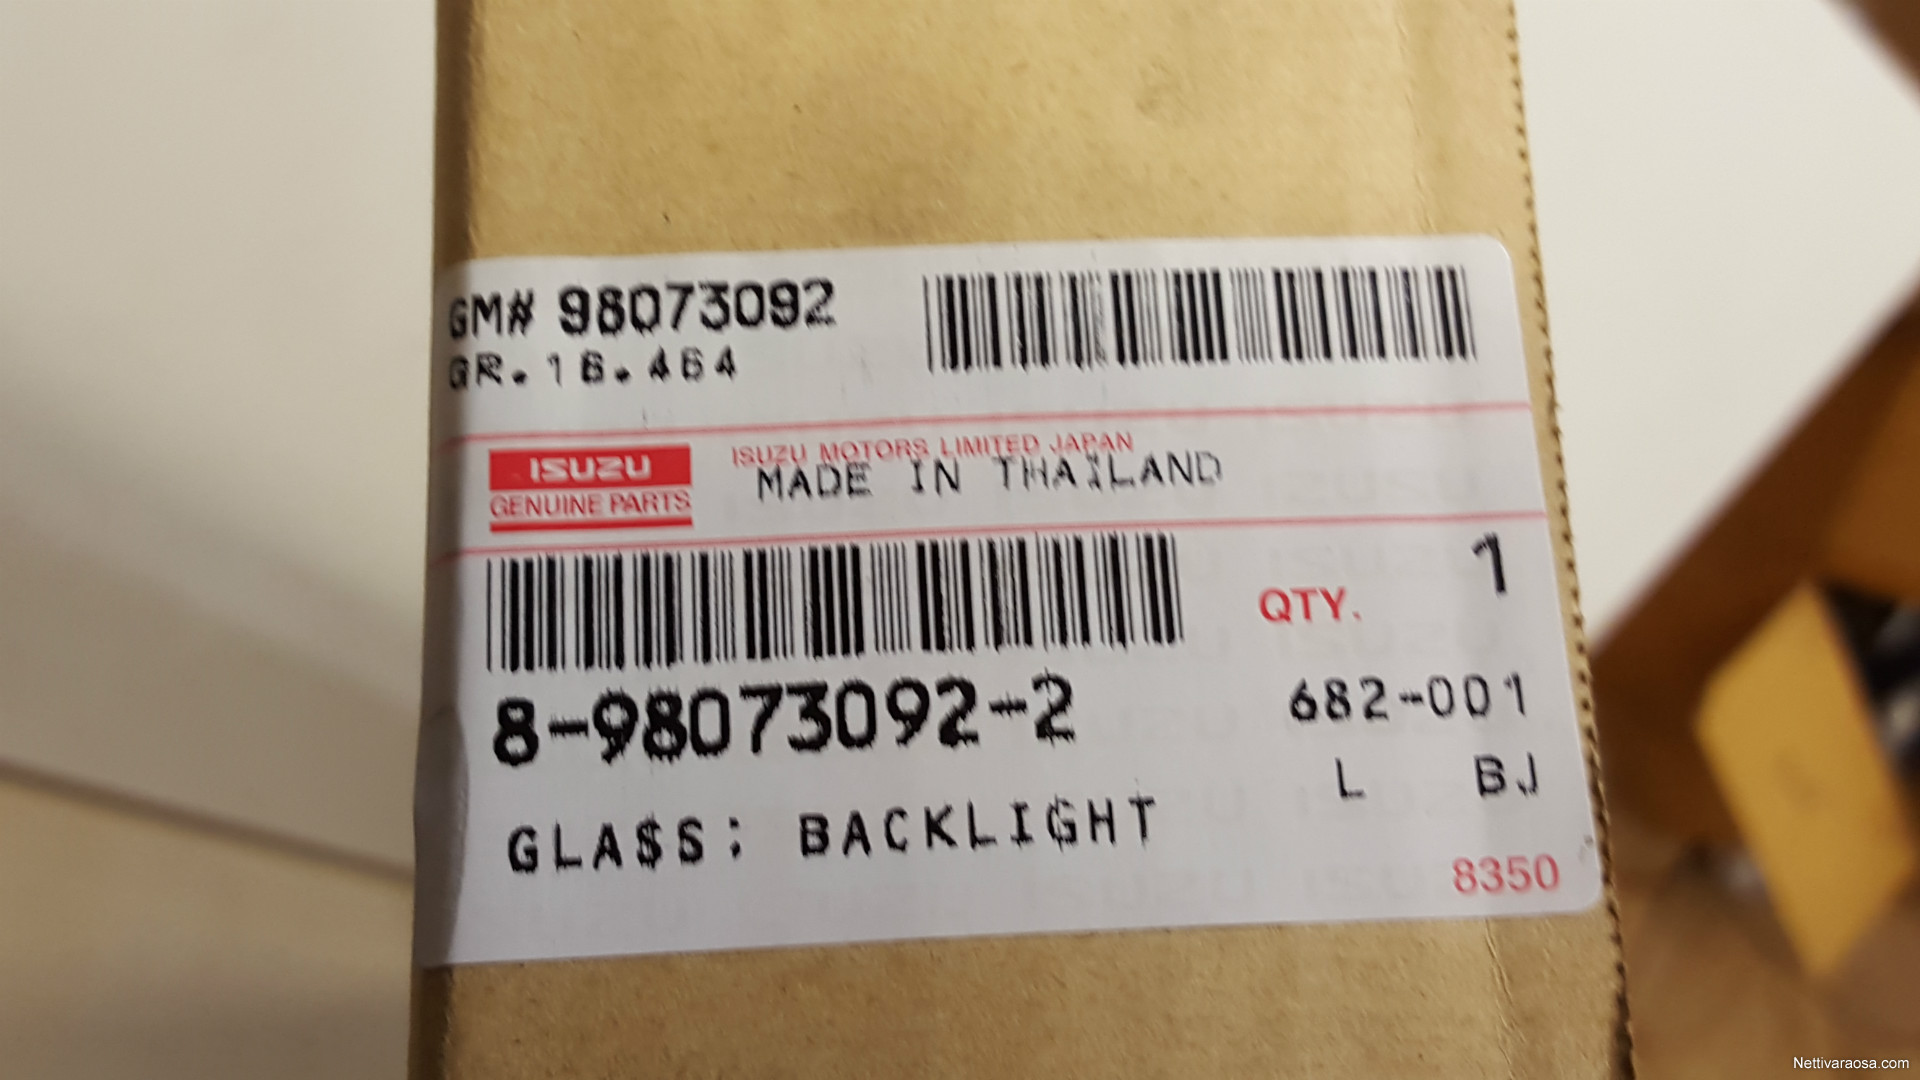 GM# 98073092
GR. 16.464
ISUZU
GENUINE PARTS
ISUZU MOTORS LIMITED JAPAN
MADE IN THAILAND
QTY. 1
8-98073092-2
682-001
L BJ
GLASS; BACKLIGHT
8350
Nettivaraosa.com